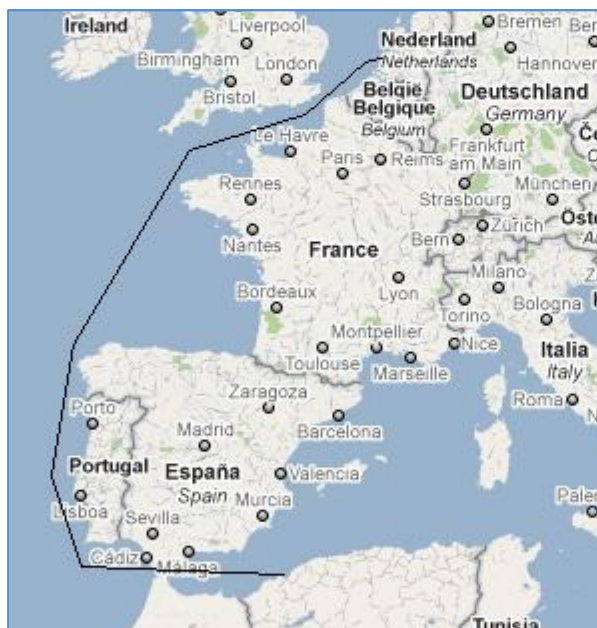 Ireland
Liverpool
Bremen
Nederland
Netherlands
Birmingham
London
Hannover
Bristol
België
Belgique
Belgium
Deutschland
Germany
Le Havre
Paris
Reims
Frankfurt
am Main
Rennes
Strasbourg
München
Nantes
Zürich
Bern
France
Milano
Lyon
Bordeaux
Torino
Bologna
Montpellier
Nice
Toulouse
Marseille
Italia
Italy
Zaragoza
Roma
Porto
Madrid
Barcelona
Portugal
España
Spain
Valencia
Lisboa
Murcia
Sevilla
Cádiz
Málaga
Tunisia